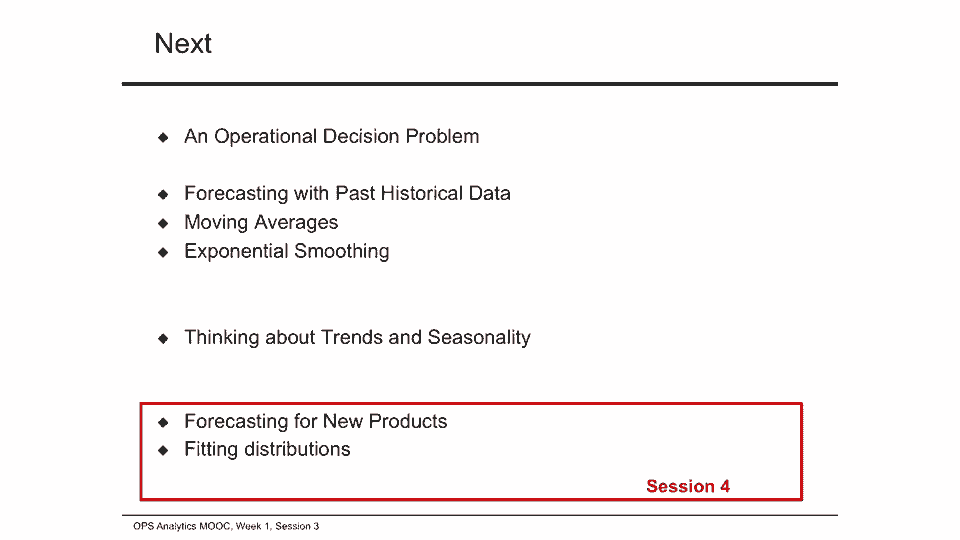 Next
◆ An Operational Decision Problem
◆ Forecasting with Past Historical Data
◆ Moving Averages
◆ Exponential Smoothing
◆ Thinking about Trends and Seasonality
◆ Forecasting for New Products
◆ Fitting distributions
Session 4
OPS Analytics MOOC, Week 1, Session 3